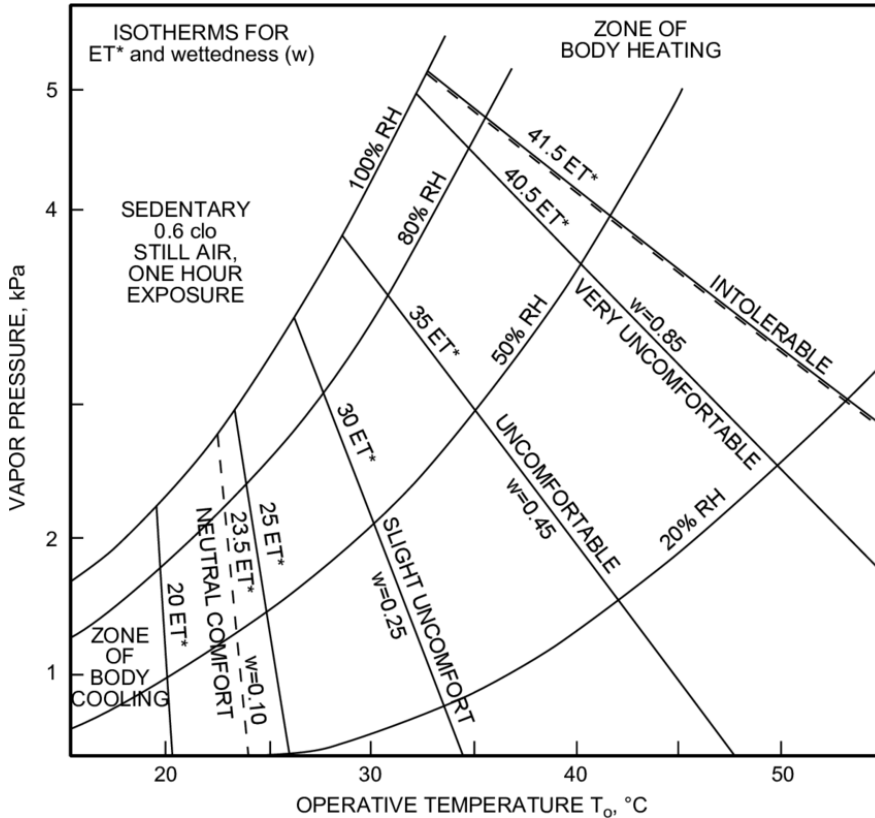 ISOTHERMS FOR
ET* and wettedness (w)
ZONE OF
BODY HEATING
5
4
2
1
VAPOR PRESSURE, kPa
SEDENTARY
0.6 clo
STILL AIR,
ONE HOUR
EXPOSURE
100% RH
80% RH
50% RH
20% RH
41.5 ET*
INTOLERABLE
40.5 ET*
w=0.85
VERY UNCOMFORTABLE
35 ET*
UNCOMFORTABLE
w=0.45
30 ET*
SLIGHT UNCOMFORT
w=0.25
25 ET*
23.5 ET*
w=0.10
NEUTRAL COMFORT
20 ET*
ZONE
OF
BODY
COOLING
20
30
40
50
OPERATIVE TEMPERATURE To, °C